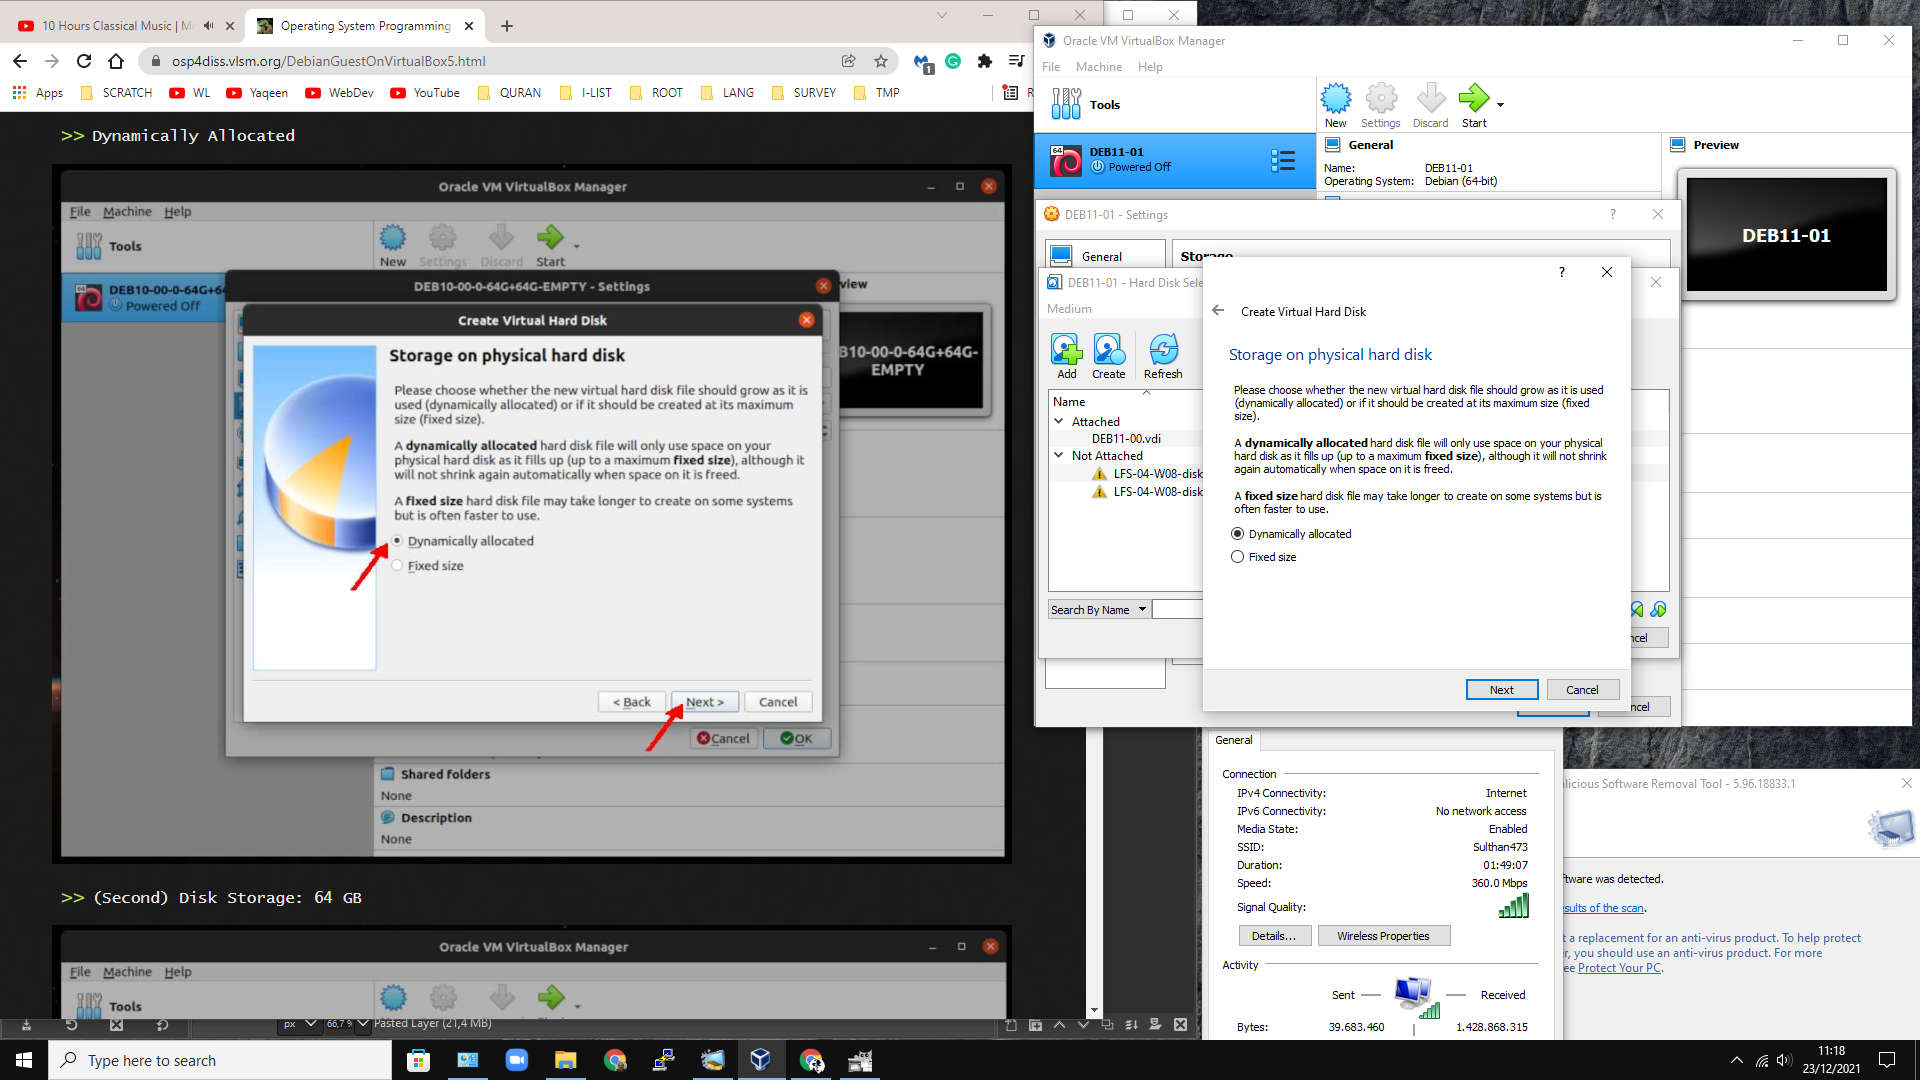 10 Hours Classical Music | M
Operating System Programming
osp4diss.vlsm.org/DebianGuestOnVirtualBox5.html
1
Apps
SCRATCH
WL
Yaqeen
WebDev
YouTube
QURAN
I-LIST
ROOT
LANG
SURVEY
TMP
R
>> Dynamically Allocated
Oracle VM VirtualBox Manager
File Machine Help
Tools
New Settings Discard Start
DEB10-00-0-64G+64
Powered Off
DEB10-00-0-64G+64G-EMPTY - Settings
view
B10-00-0-64G+64G-
EMPTY
Create Virtual Hard Disk
Storage on physical hard disk
Please choose whether the new virtual hard disk file should grow as it is
used (dynamically allocated) or if it should be created at its maximum
size (fixed size).
A dynamically allocated hard disk file will only use space on your
physical hard disk as it fills up (up to a maximum fixed size), although it
will not shrink again automatically when space on it is freed.
A fixed size hard disk file may take longer to create on some systems
but is often faster to use.
Dynamically allocated
Fixed size
< Back Next > Cancel
Cancel OK
Shared folders
None
Description
None
>> (Second) Disk Storage: 64 GB
Oracle VM VirtualBox Manager
File Machine Help
Tools
px 66,7 Pasted Layer (21,4 MB)
Oracle VM VirtualBox Manager
File Machine Help
Tools
New Settings Discard Start
64
DEB11-01
Powered Off
General
Name: DEB11-01
Operating System: Debian (64-bit)
Preview
DEB11-01
DEB11-01 - Settings
?
General
Storage
DEB11-01 - Hard Disk Sele
Medium
Add Create Refresh
Name
Attached
DEB11-00.vdi
Not Attached
LFS-04-W08-disk
LFS-04-W08-disk
Search By Name
ncel
ncel
?
Create Virtual Hard Disk
Storage on physical hard disk
Please choose whether the new virtual hard disk file should grow as it is used
(dynamically allocated) or if it should be created at its maximum size (fixed
size).
A dynamically allocated hard disk file will only use space on your physical
hard disk as it fills up (up to a maximum fixed size), although it will not shrink
again automatically when space on it is freed.
A fixed size hard disk file may take longer to create on some systems but is
often faster to use.
Dynamically allocated
Fixed size
Next Cancel
General
Connection
IPv4 Connectivity: Internet
IPv6 Connectivity: No network access
Media State: Enabled
SSID: Sulthan473
Duration: 01:49:07
Speed: 360.0 Mbps
Signal Quality:
Details... Wireless Properties
Activity
Sent Received
Bytes: 39.683.460 1.428.868.315
licious Software Removal Tool - 5.96.18833.1
ftware was detected.
sults of the scan.
t a replacement for an anti-virus product. To help protect
r, you should use an anti-virus product. For more
ee Protect Your PC.
Type here to search
11:18
23/12/2021